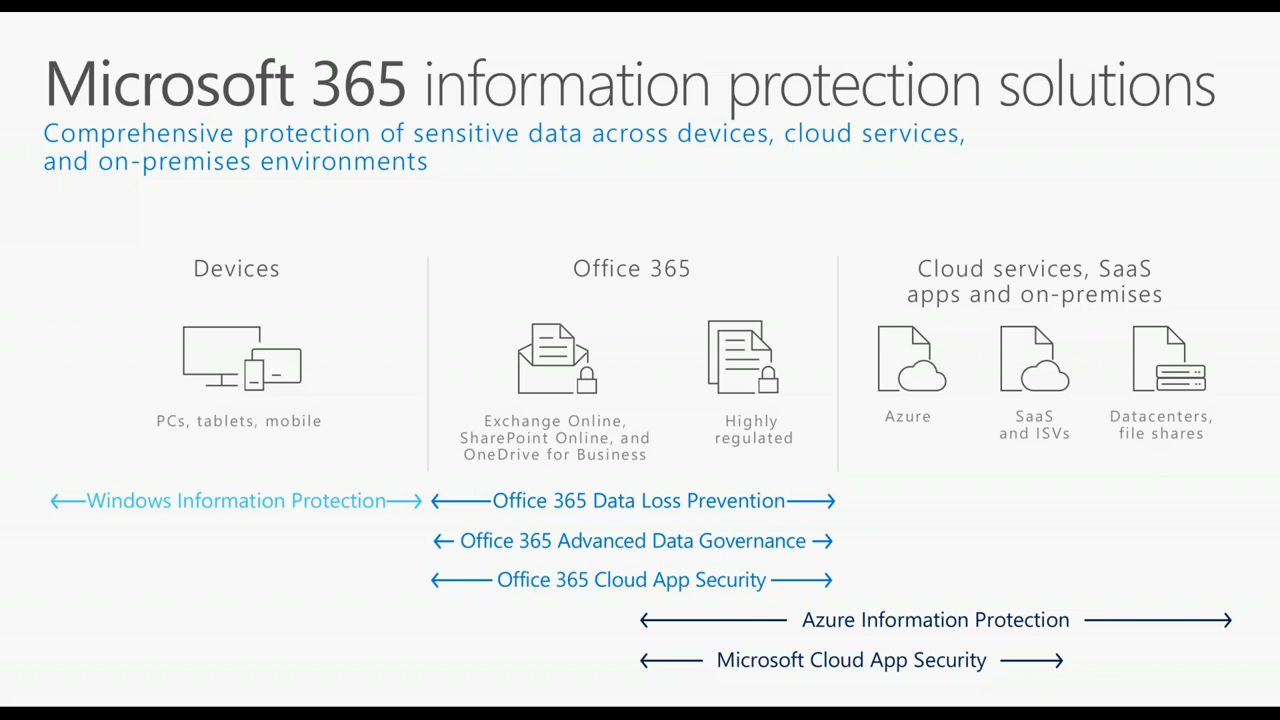 Microsoft 365 information protection solutions
Comprehensive protection of sensitive data across devices, cloud services,
and on-premises environments
Devices
PCs, tablets, mobile
Office 365
Exchange Online,
SharePoint Online, and
OneDrive for Business
Highly
regulated
Cloud services, SaaS
apps and on-premises
Azure
SaaS
and ISVs
Datacenters,
file shares
Windows Information Protection
Office 365 Data Loss Prevention
Office 365 Advanced Data Governance
Office 365 Cloud App Security
Azure Information Protection
Microsoft Cloud App Security